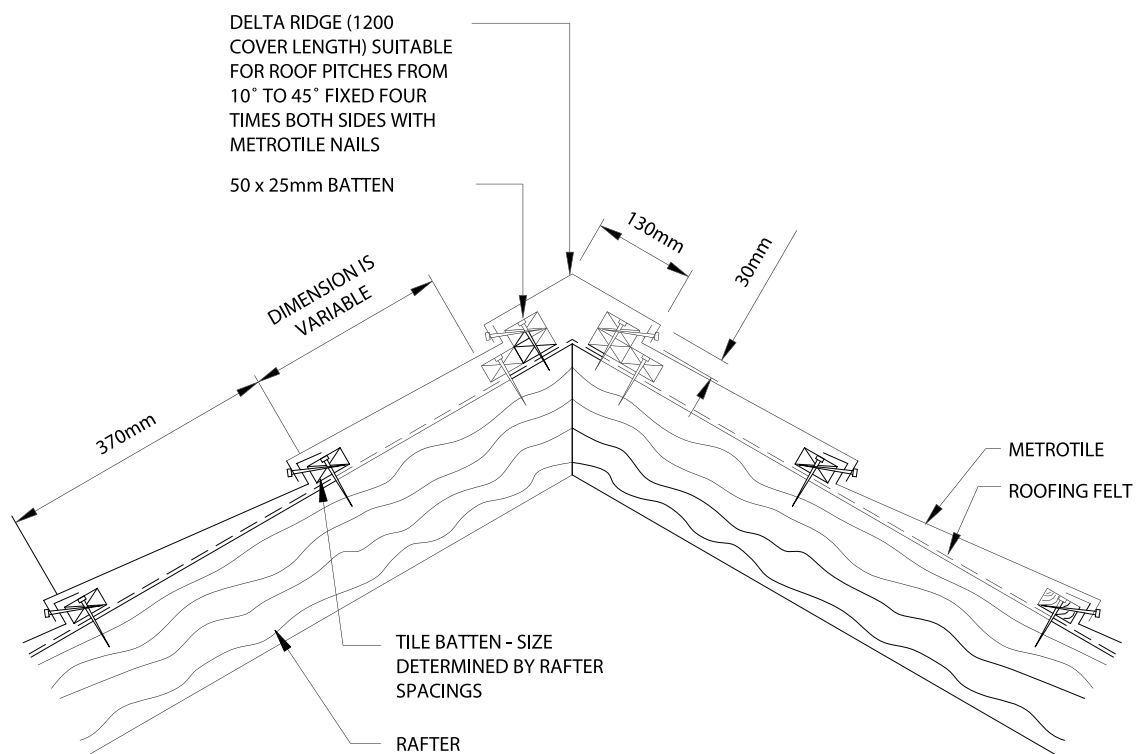 DELTA RIDGE (1200
COVER LENGTH) SUITABLE
FOR ROOF PITCHES FROM
10° TO 45° FIXED FOUR
TIMES BOTH SIDES WITH
METROTILE NAILS
50 x 25mm BATTEN
130mm
30mm
DIMENSION IS
VARIABLE
370mm
METROTILE
ROOFING FELT
TILE BATTEN - SIZE
DETERMINED BY RAFTER
SPACINGS
RAFTER